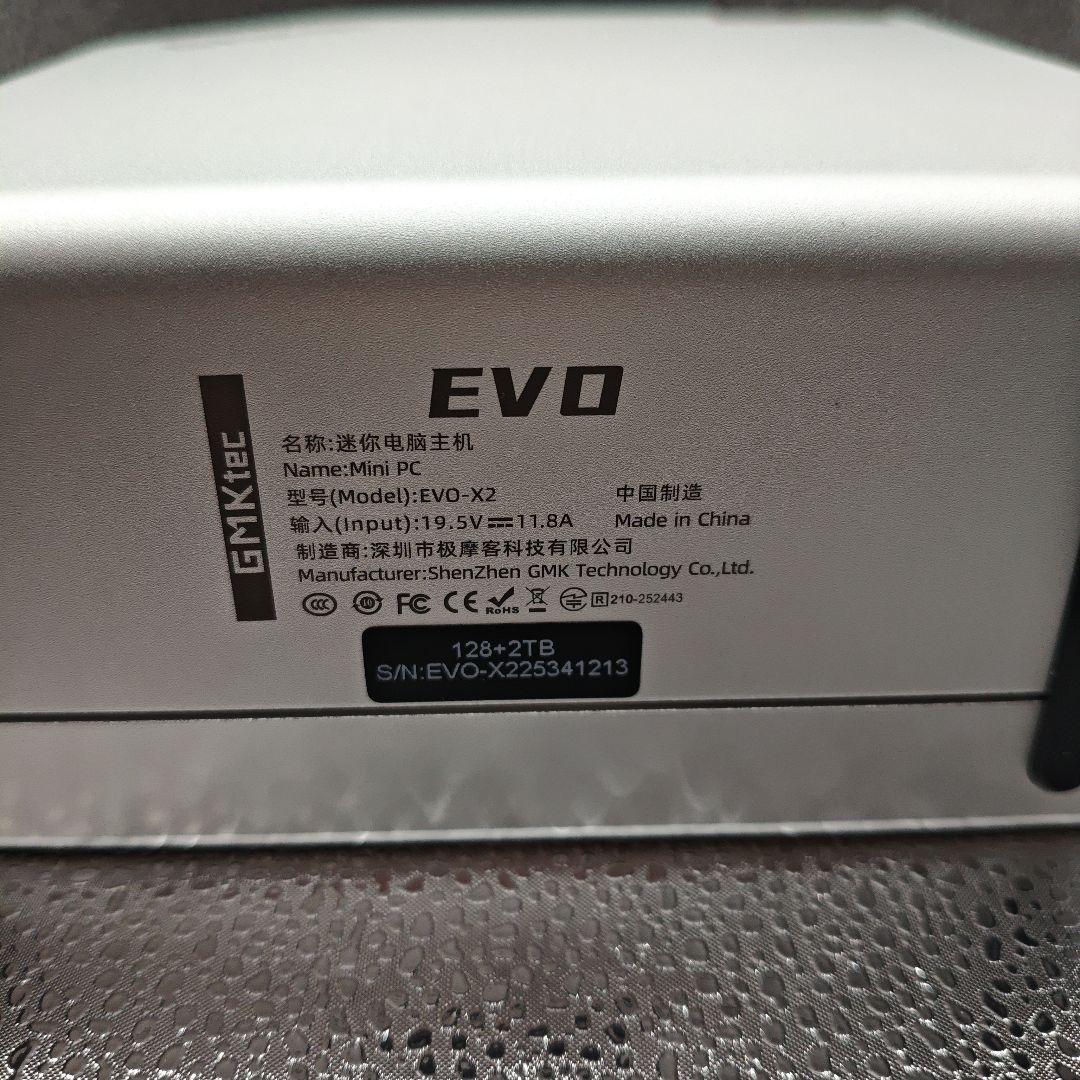 EVO
GMKtec
名称:迷你电脑主机
Name:Mini PC
型号(Model):EVO-X2
中国制造
输入(Input):19.5V⎓11.8A
Made in China
制造商:深圳市极摩客科技有限公司
Manufacturer:ShenZhen GMK Technology Co.,Ltd.
CCC FC CE RoHS R 210-252443
128+2TB
S/N:EVO-X225341213